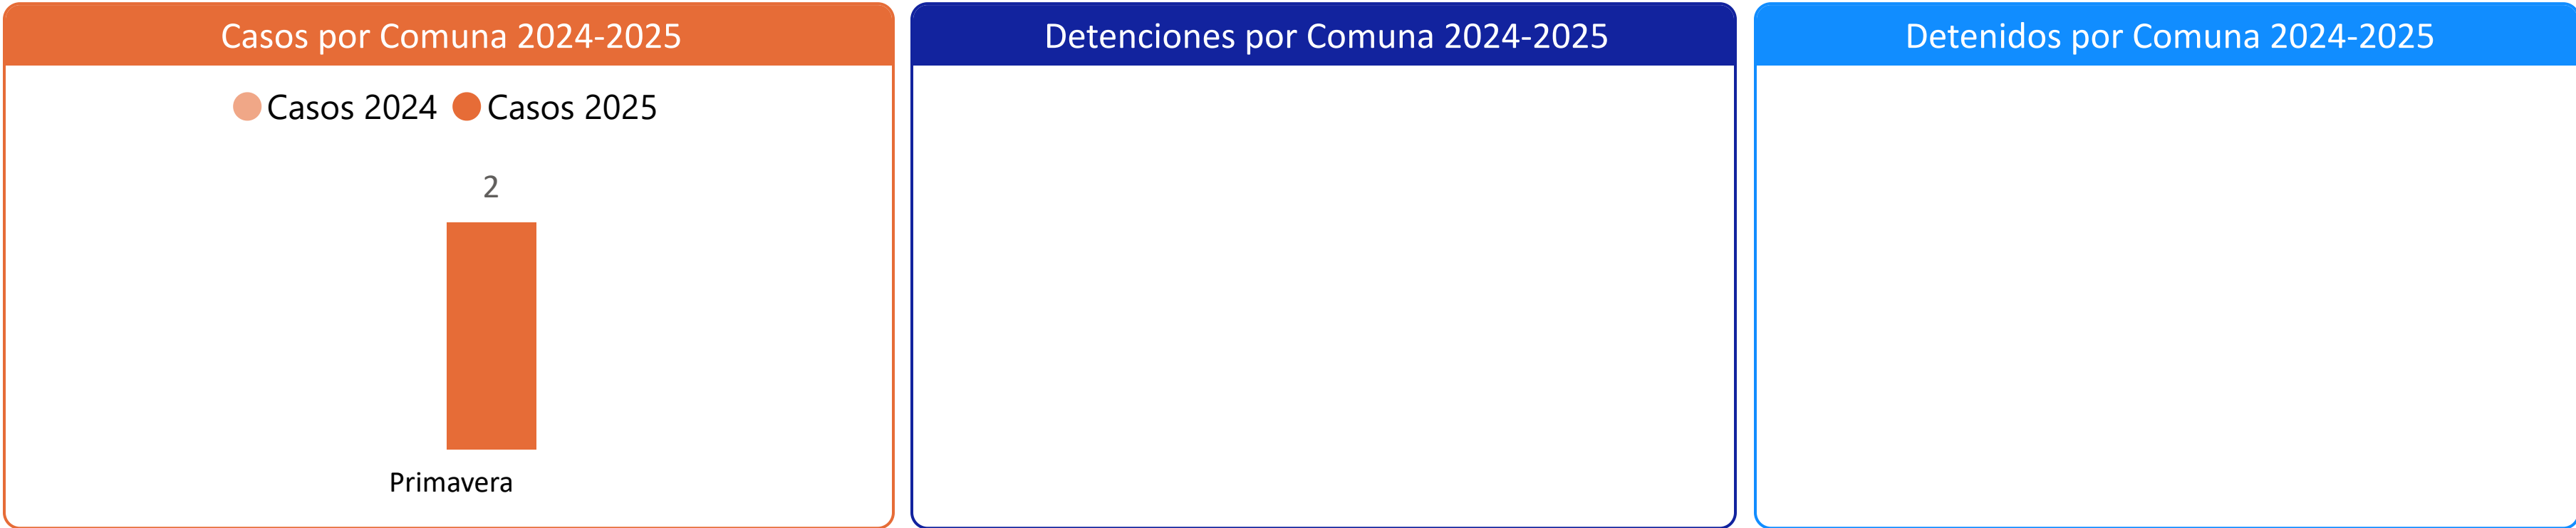 Casos por Comuna 2024-2025
Casos 2024 Casos 2025
2
Primavera
Detenciones por Comuna 2024-2025
Detenidos por Comuna 2024-2025